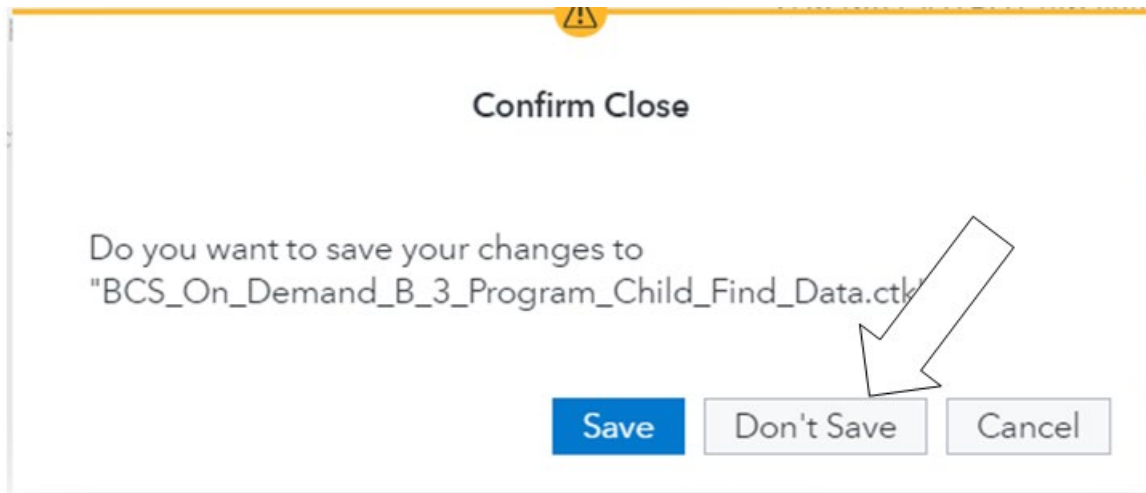 Confirm Close
Do you want to save your changes to
"BCS_On_Demand_B_3_Program_Child_Find_Data.ctk"
Save
Don't Save
Cancel